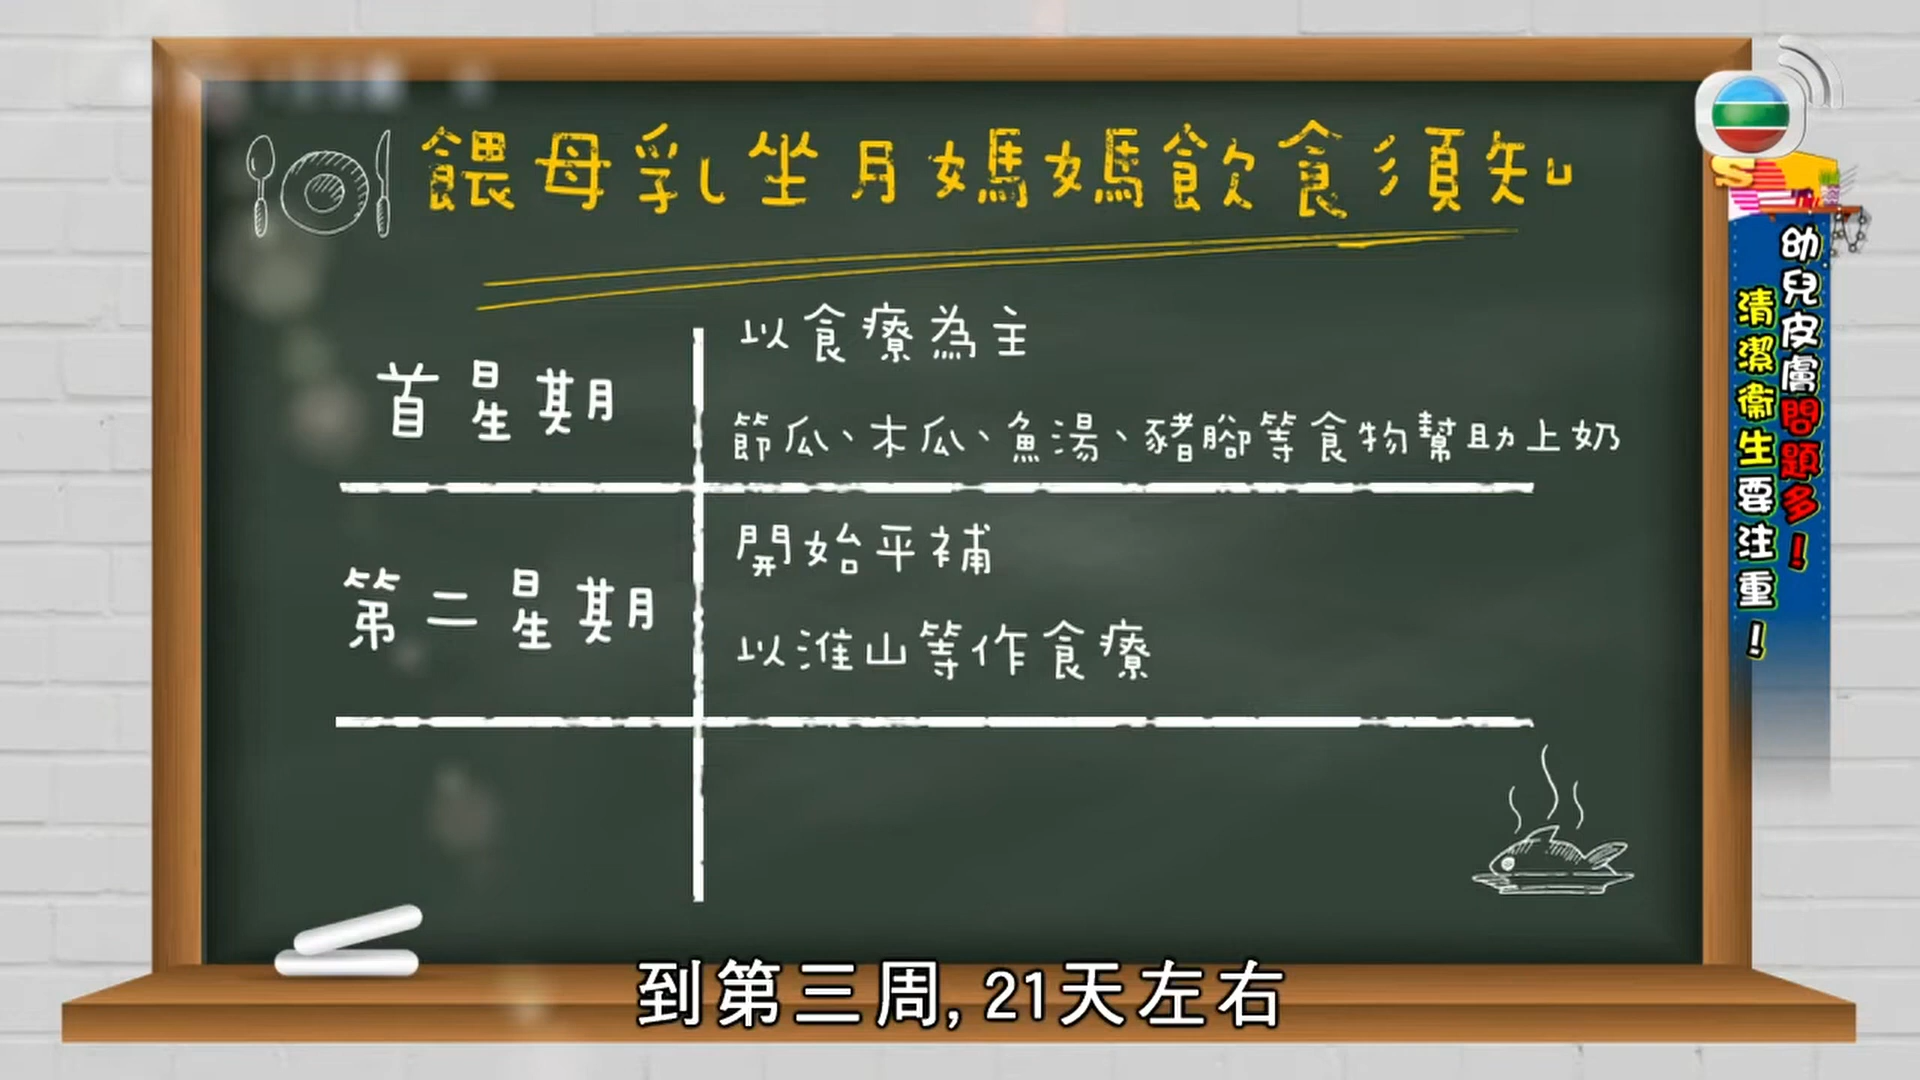 餵母乳坐月媽媽飲食須知
首星期
以食療為主
節瓜、木瓜、魚湯、豬腳等食物幫助上奶
第二星期
開始平補
以淮山等作食療
幼兒皮膚問題多！
清潔衞生要注重！
到第三周, 21天左右